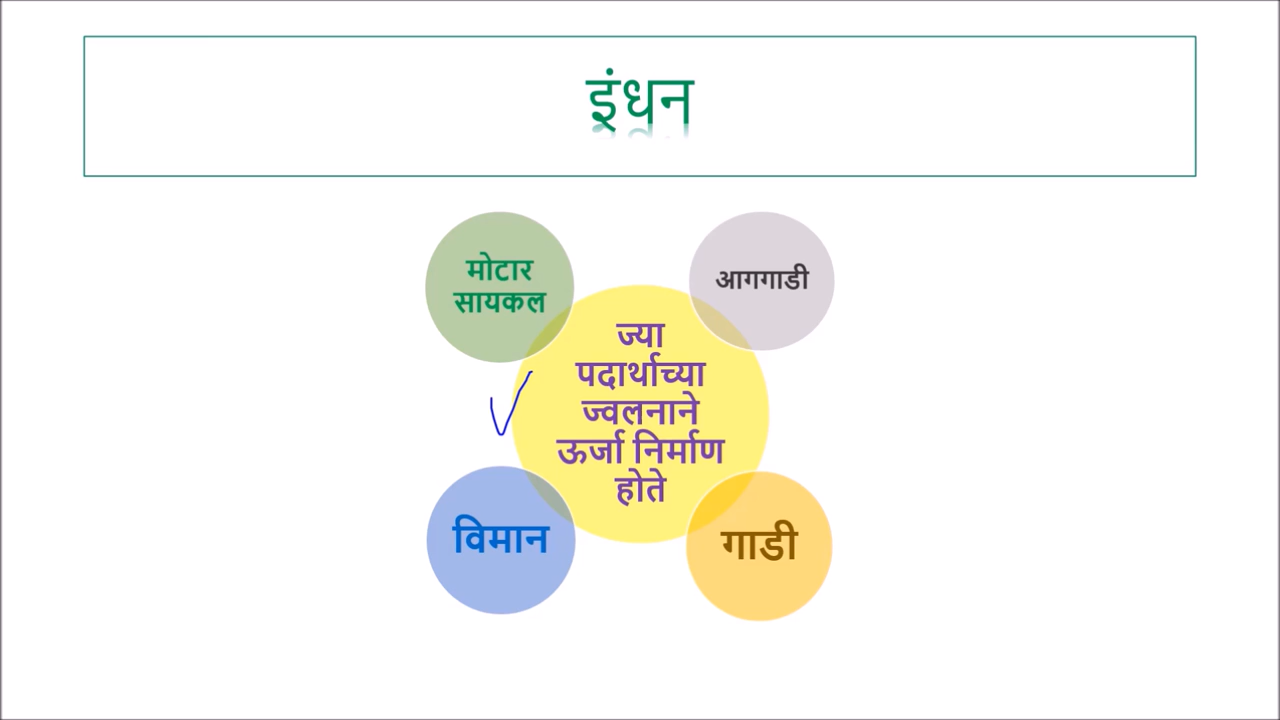 इंधन
मोटार
सायकल
आगगाडी
ज्या
पदार्थाच्या
ज्वलनाने
ऊर्जा निर्माण
होते
विमान
गाडी